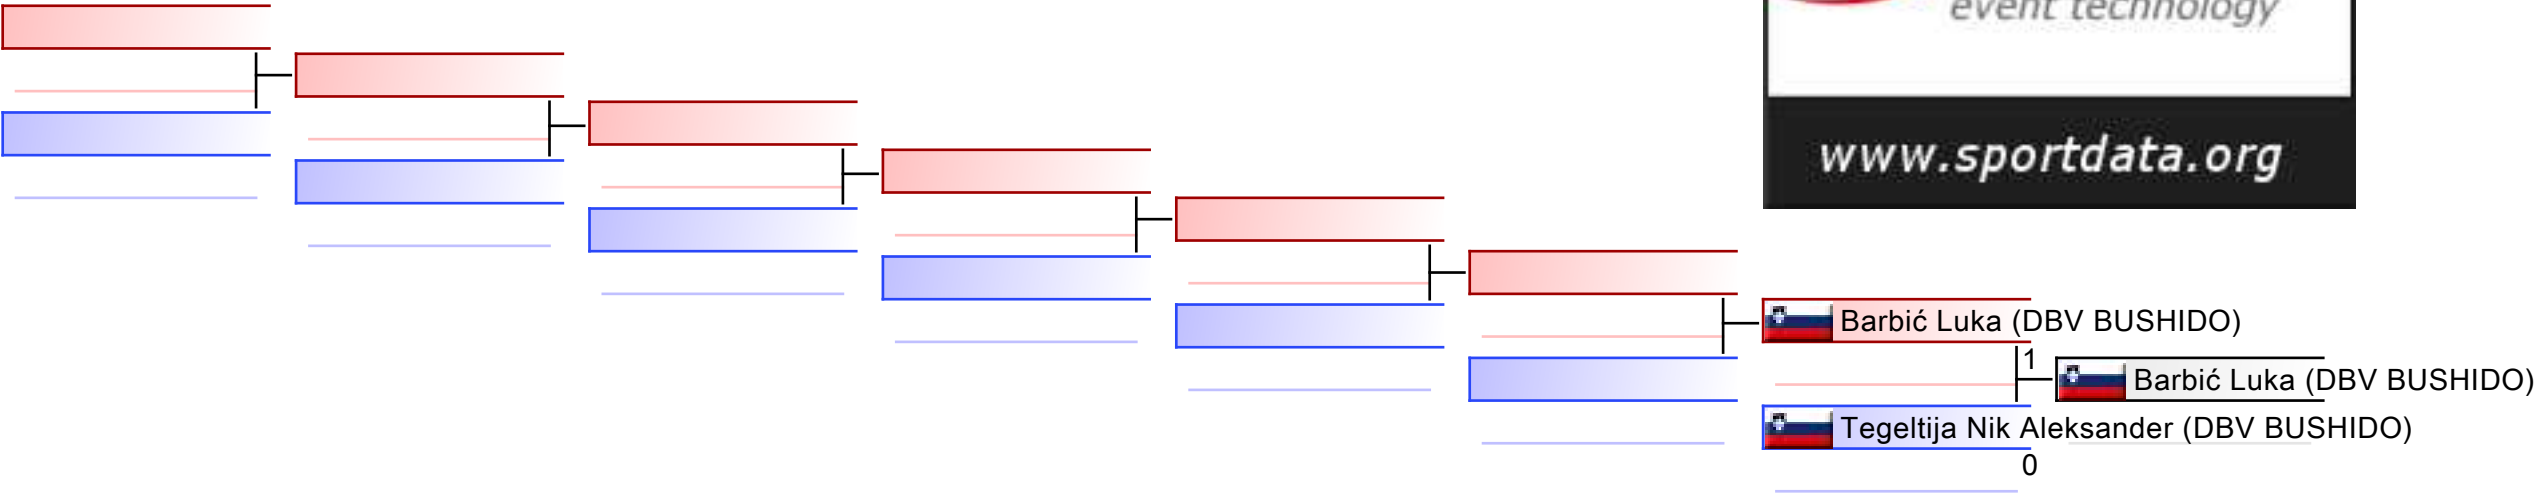 event technology
www.sportdata.org
Barbić Luka (DBV BUSHIDO)
1
Barbić Luka (DBV BUSHIDO)
Tegeltija Nik Aleksander (DBV BUSHIDO)
0